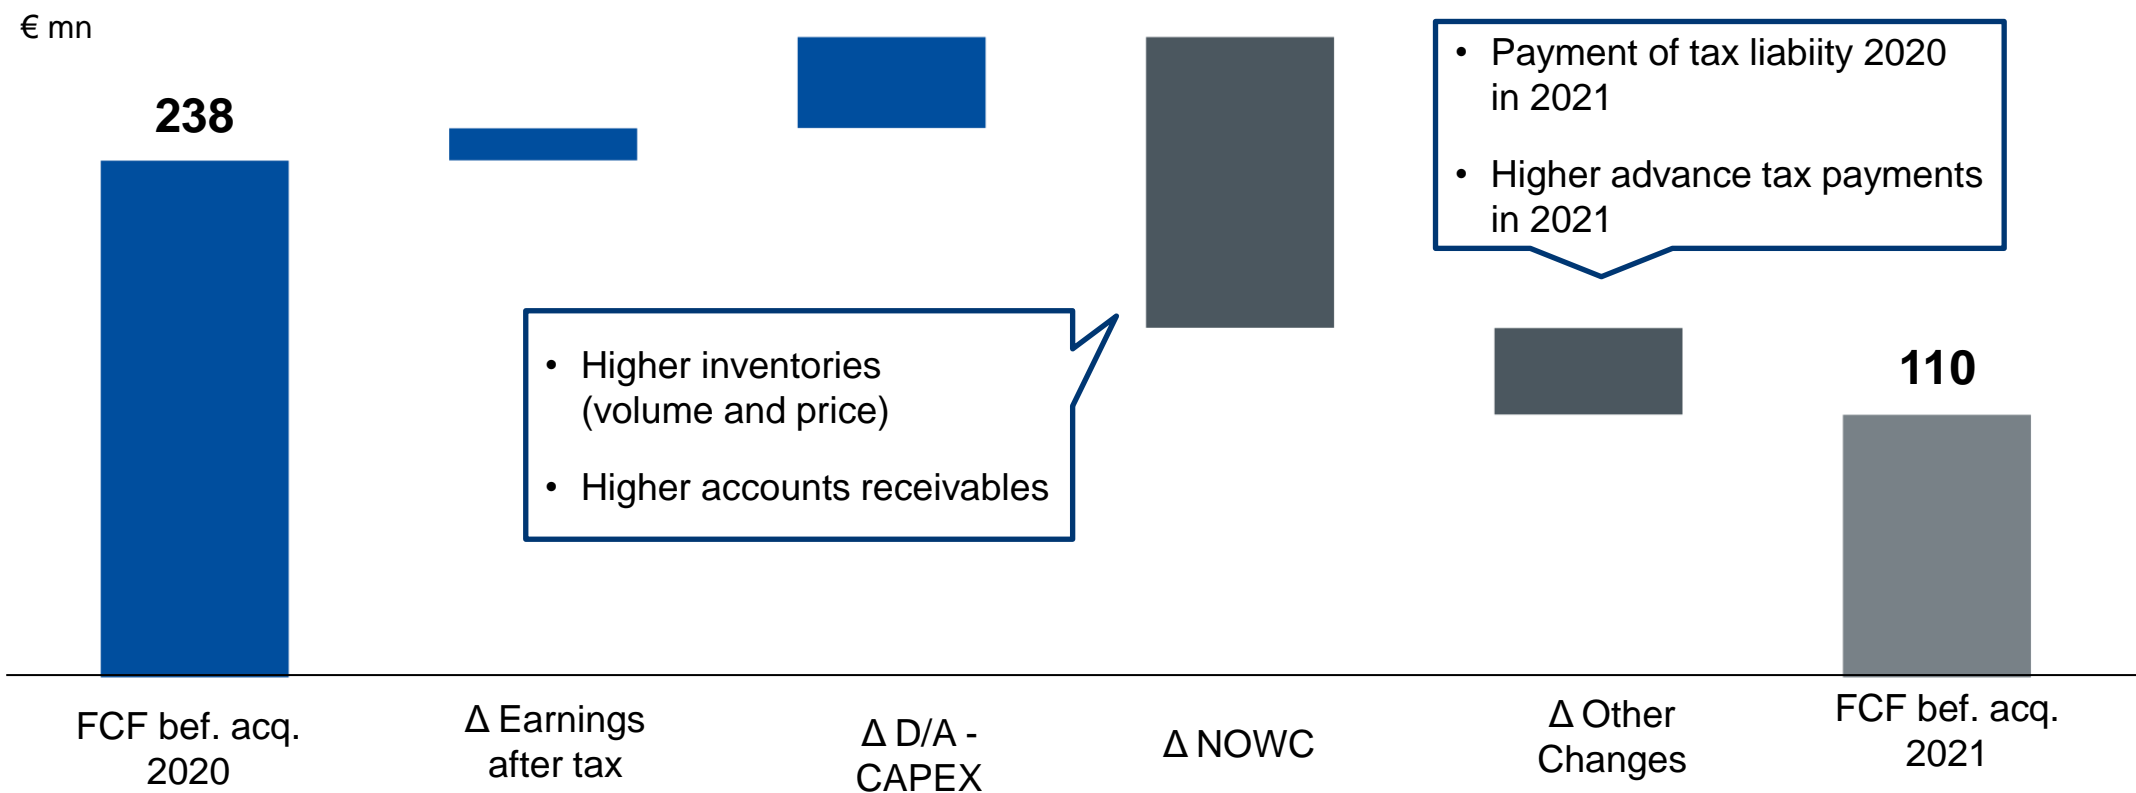 € mn
238
• Payment of tax liabiity 2020
in 2021
• Higher advance tax payments
in 2021
• Higher inventories
(volume and price)
• Higher accounts receivables
110
FCF bef. acq.
2020
Δ Earnings
after tax
Δ D/A -
CAPEX
Δ NOWC
Δ Other
Changes
FCF bef. acq.
2021